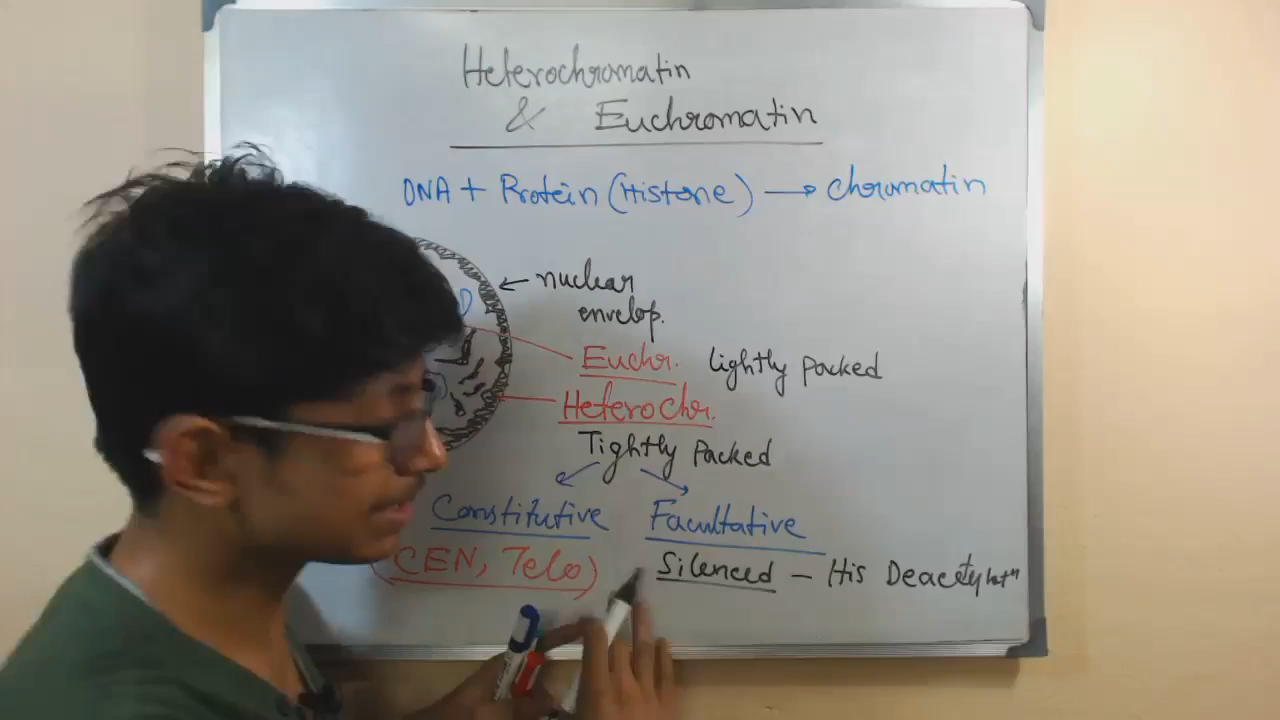 Heterochromatin
& Euchromatin
DNA + Protein (Histone) → chromatin
← nuclear
envelop.
Euchr. Lightly packed
Heterochr.
Tightly Packed
Constitutive Facultative
(CEN, Telo) Silenced – His Deacetylatⁿ